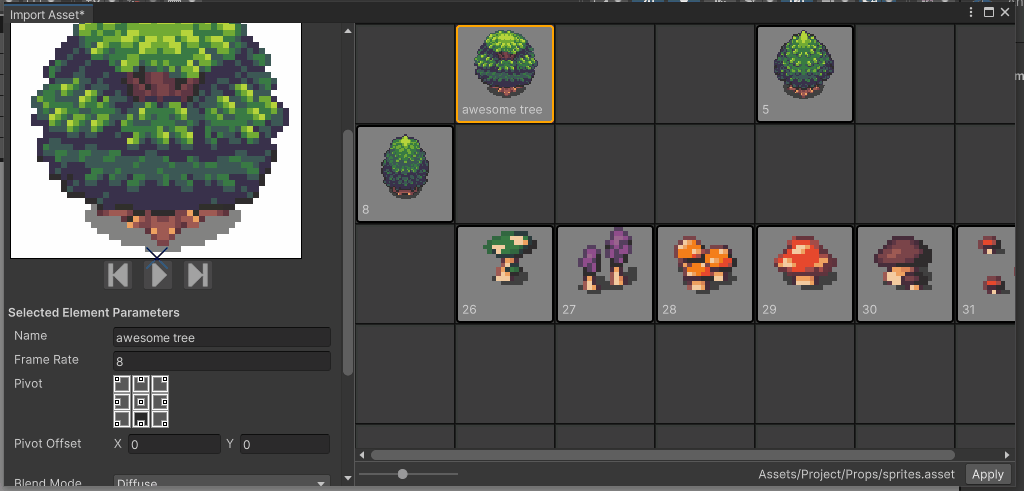 Import Asset*
awesome tree
5
8
26
27
28
29
30
31
Selected Element Parameters
Name
awesome tree
Frame Rate
8
Pivot
Pivot Offset
X
0
Y
0
Blend Mode
Diffuse
Assets/Project/Props/sprites.asset
Apply